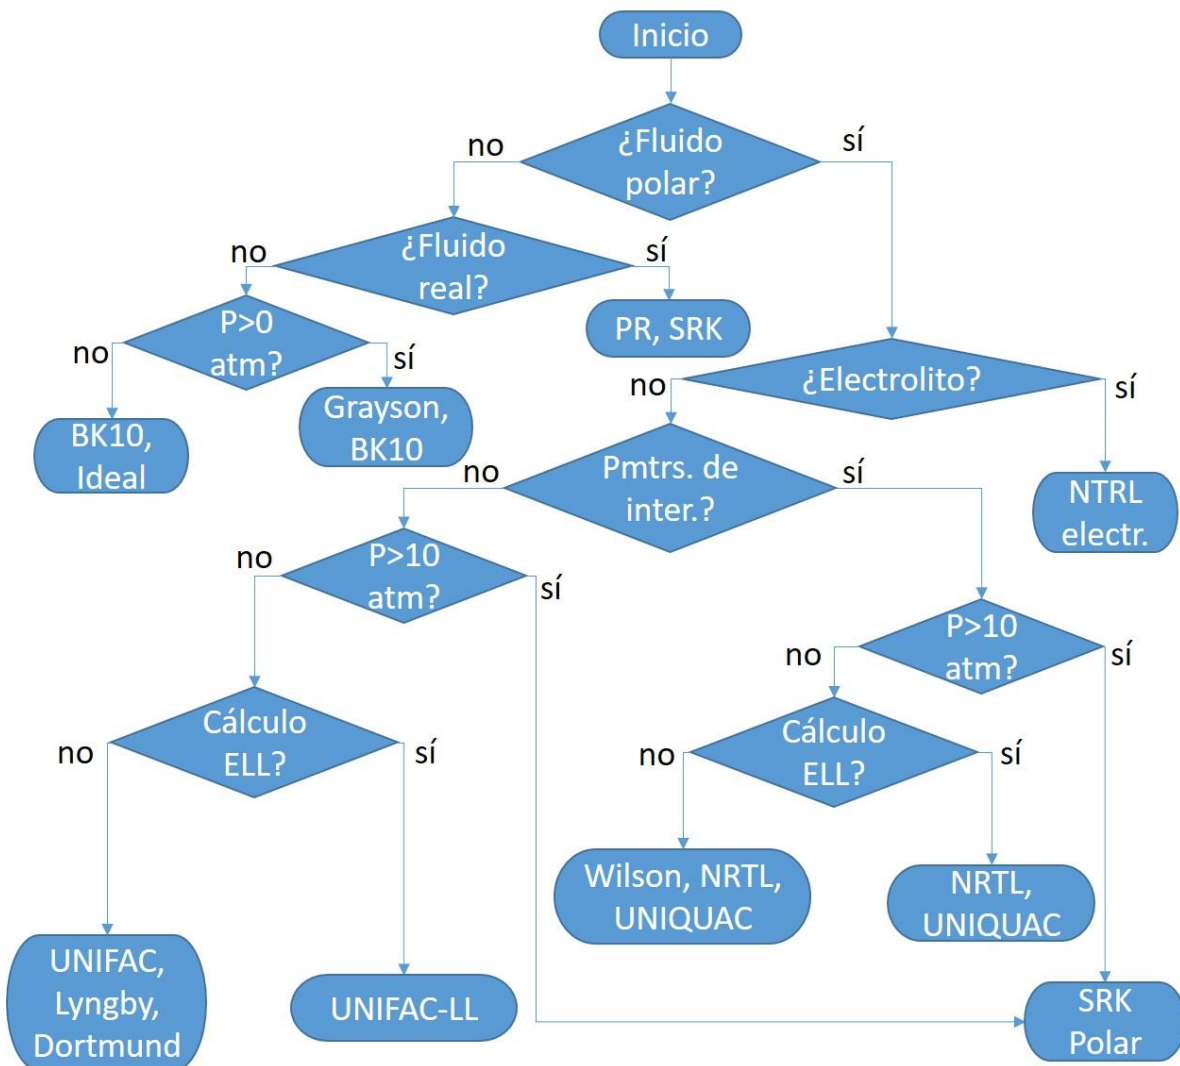 Inicio
¿Fluido
polar?
no
sí
¿Fluido
real?
no
sí
P>0
atm?
no
sí
PR, SRK
BK10,
Ideal
Grayson,
BK10
¿Electrolito?
no
sí
NTRL
electr.
Pmtrs. de
inter.?
no
sí
P>10
atm?
no
sí
P>10
atm?
no
sí
Cálculo
ELL?
no
sí
Cálculo
ELL?
no
sí
Wilson, NRTL,
UNIQUAC
NRTL,
UNIQUAC
UNIFAC,
Lyngby,
Dortmund
UNIFAC-LL
SRK
Polar